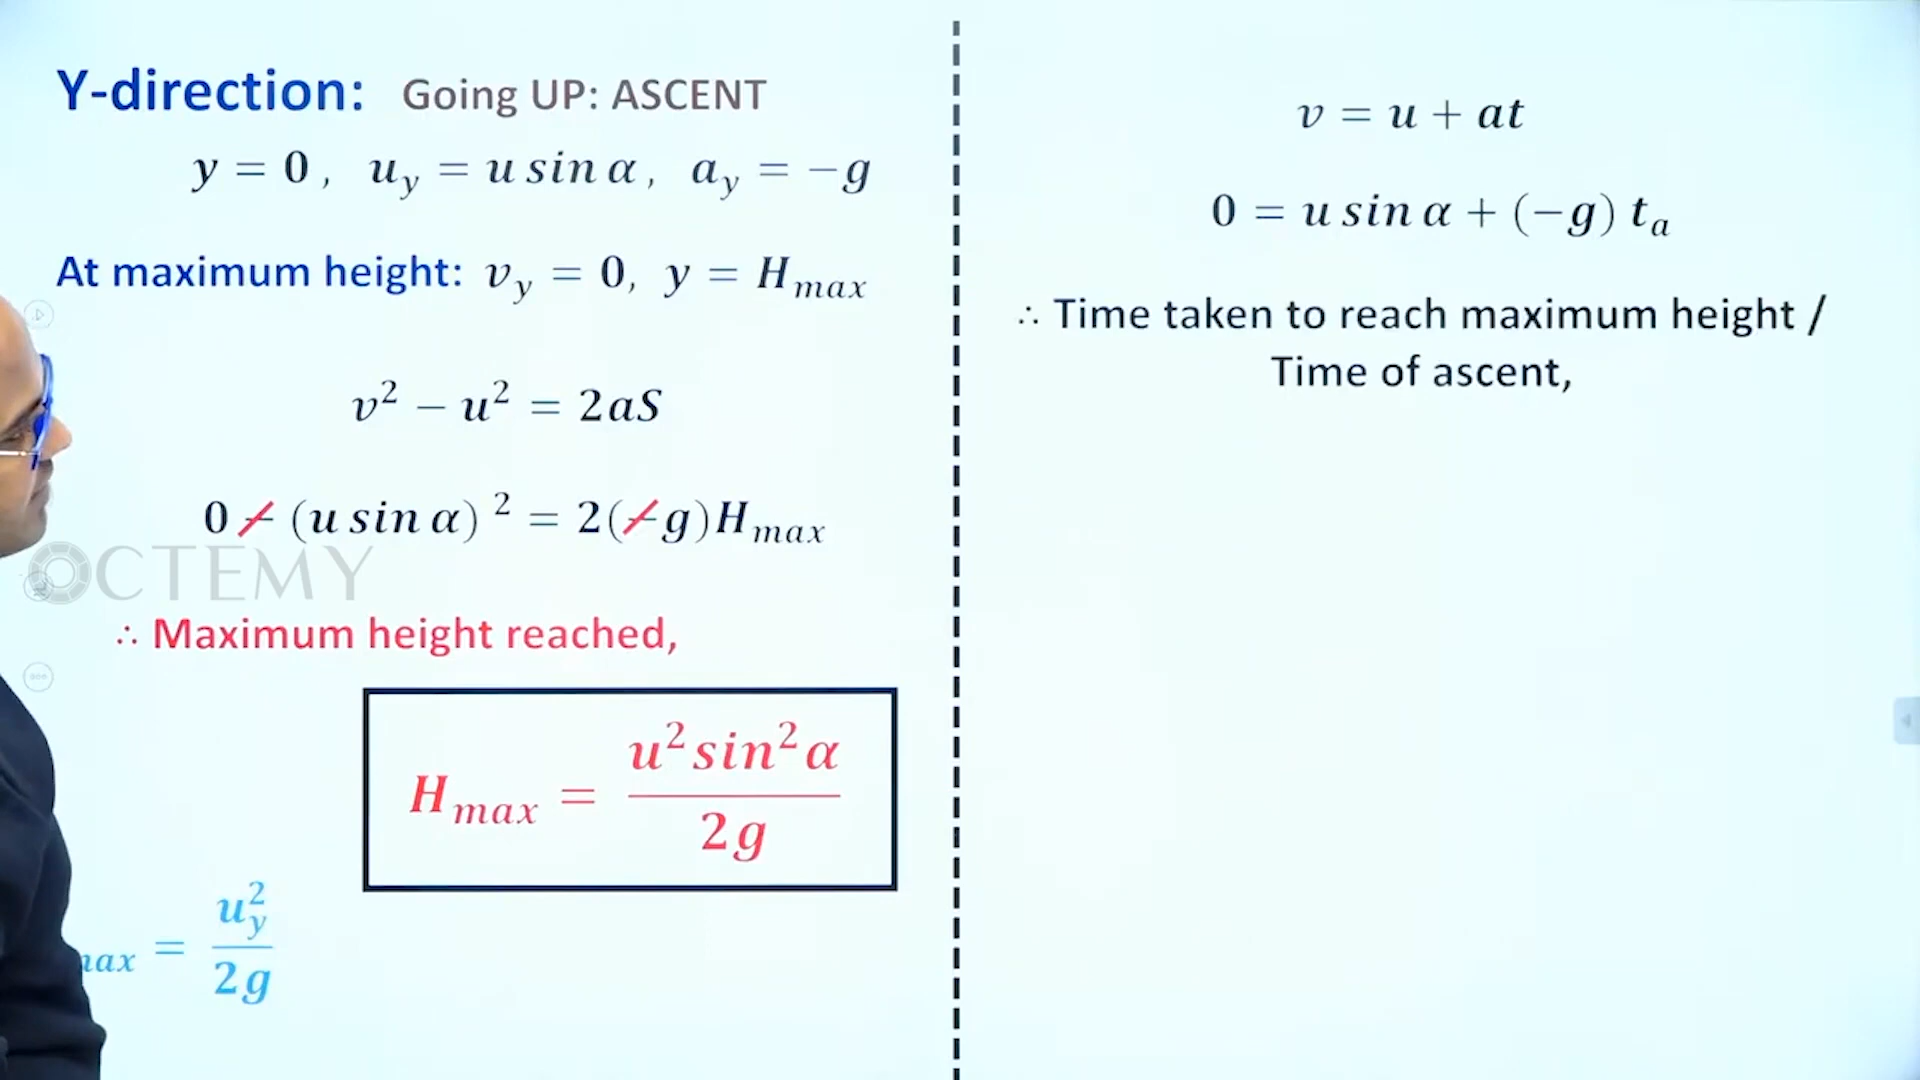 Y-direction: Going UP: ASCENT
y = 0 , u_y = u sin α, a_y = −g
At maximum height: v_y = 0, y = H_max
v² − u² = 2aS
0 − (u sin α) ² = 2(−g)H_max
OCTEMY
∴ Maximum height reached,
H_max = u² sin² α / 2g
max = u_y² / 2g
v = u + at
0 = u sin α + (−g) t_a
∴ Time taken to reach maximum height /
Time of ascent,